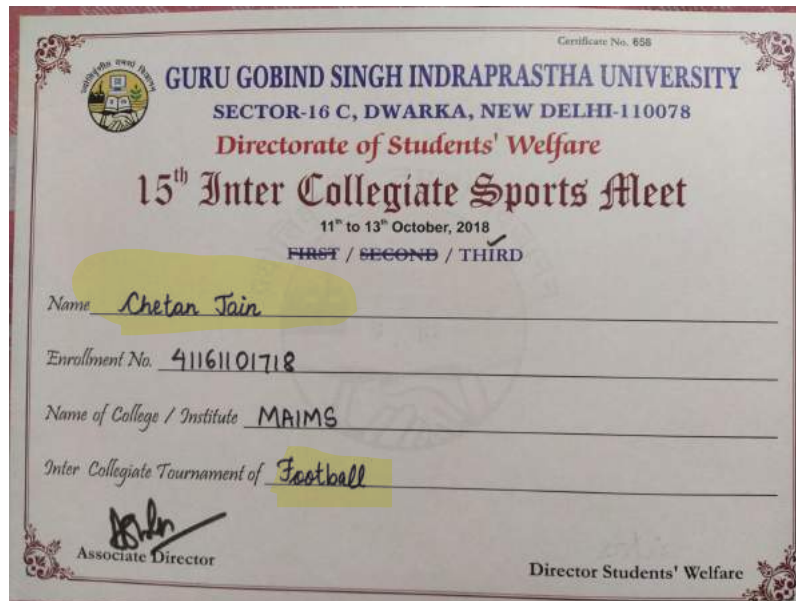 Certificate No. 658
GURU GOBIND SINGH INDRAPRASTHA UNIVERSITY
SECTOR-16 C, DWARKA, NEW DELHI-110078
Directorate of Students' Welfare
15th Inter Collegiate Sports Meet
11th to 13th October, 2018
FIRST / SECOND / THIRD
Name Chetan Jain
Enrollment No. 41161101718
Name of College / Institute MAIMS
Inter Collegiate Tournament of Football
Associate Director
Director Students' Welfare